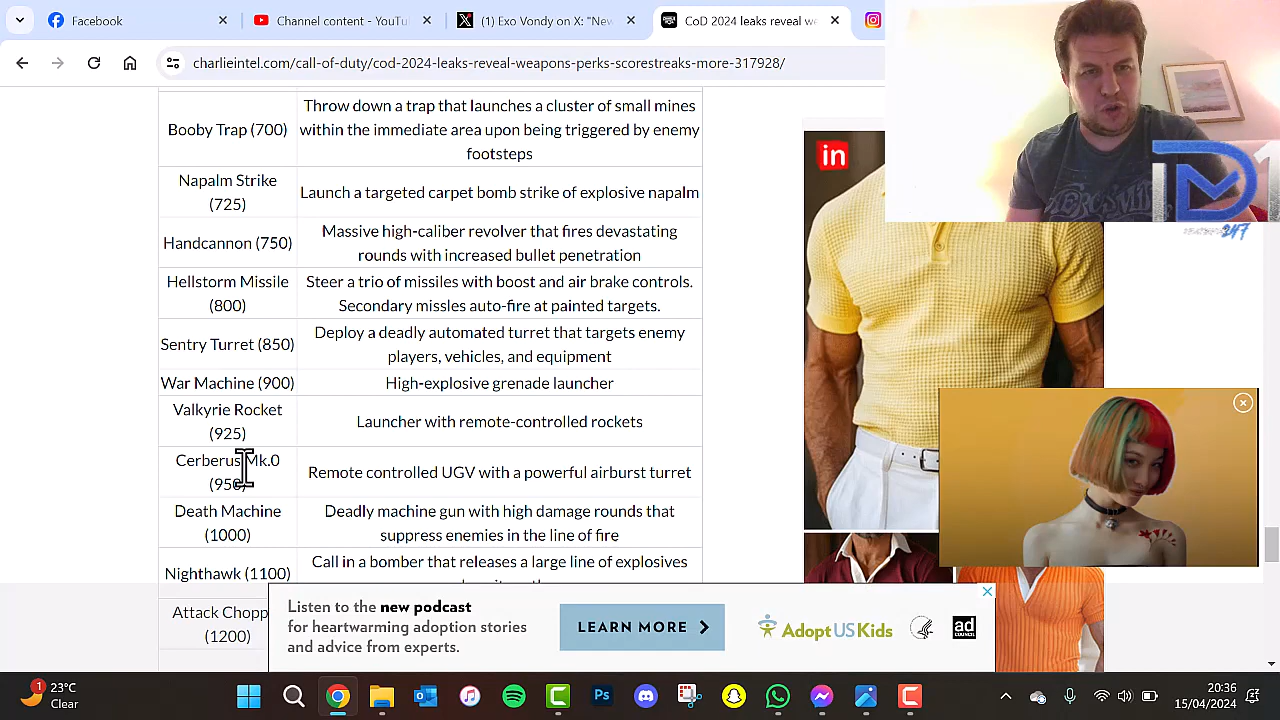 Facebook
Channel content - YouTu
(1) Exo Vondy on X: "Nev
CoD 2024 leaks reveal we
charlieintel.com/call-of-duty/cod-2024-leaks-reveal-weapons-perks-scorestreaks-more-317928/
Booby Trap (700)
Throw down a trap that launches a cluster of small mines
within the immediate area upon being triggered by enemy
footsteps
Napalm Strike
(725)
Launch a targeted carpet bomb strike of explosive napalm
Handcannon (750)
Massive high-caliber revolver that fires devastating
rounds with increased bullet penetration
Hellstorm Missile
(800)
Steer a trio of missiles with boost and air brake controls.
Secondary missles auto-fire at painted targets.
Sentry Turret (850)
Deploy a deadly automated turret that targets enemy
players, vehicles, and equipment
War Machine (900)
High-explosive grenade launcher
Valkyrie Rocket
(925)
Launcher with remote-controlled rockets
Cerberus Mk.0
(950)
Remote controlled UGV with a powerful airburst turret
Death Machine
(1000)
Deadly machine gun with high damage rounds that
suppress enemies in the line of fire
Nighthawk (1100)
Call in a bomber that releases a large line of explosives
Attack Chopp
(1200)
in
AEROSMITH
247
Listen to the new podcast
for heartwarming adoption stories
and advice from experts.
LEARN MORE
AdoptUSKids
ad
COUNCIL
1
23°C
Clear
Ps
20:36
15/04/2024